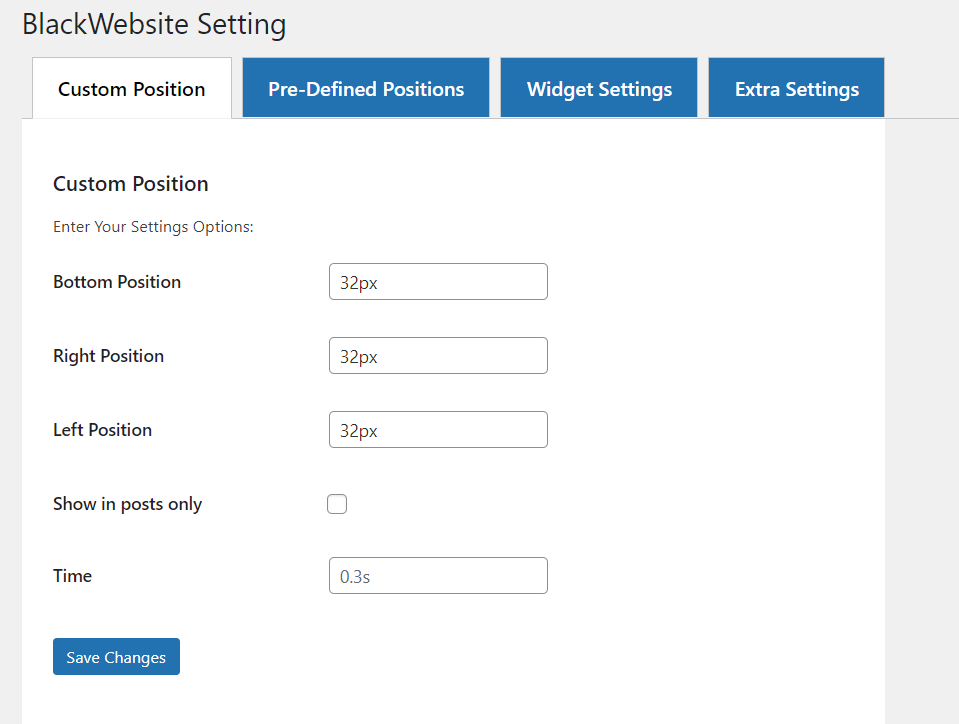 BlackWebsite Setting
Custom Position
Pre-Defined Positions
Widget Settings
Extra Settings
Custom Position
Enter Your Settings Options:
Bottom Position
32px
Right Position
32px
Left Position
32px
Show in posts only
Time
0.3s
Save Changes